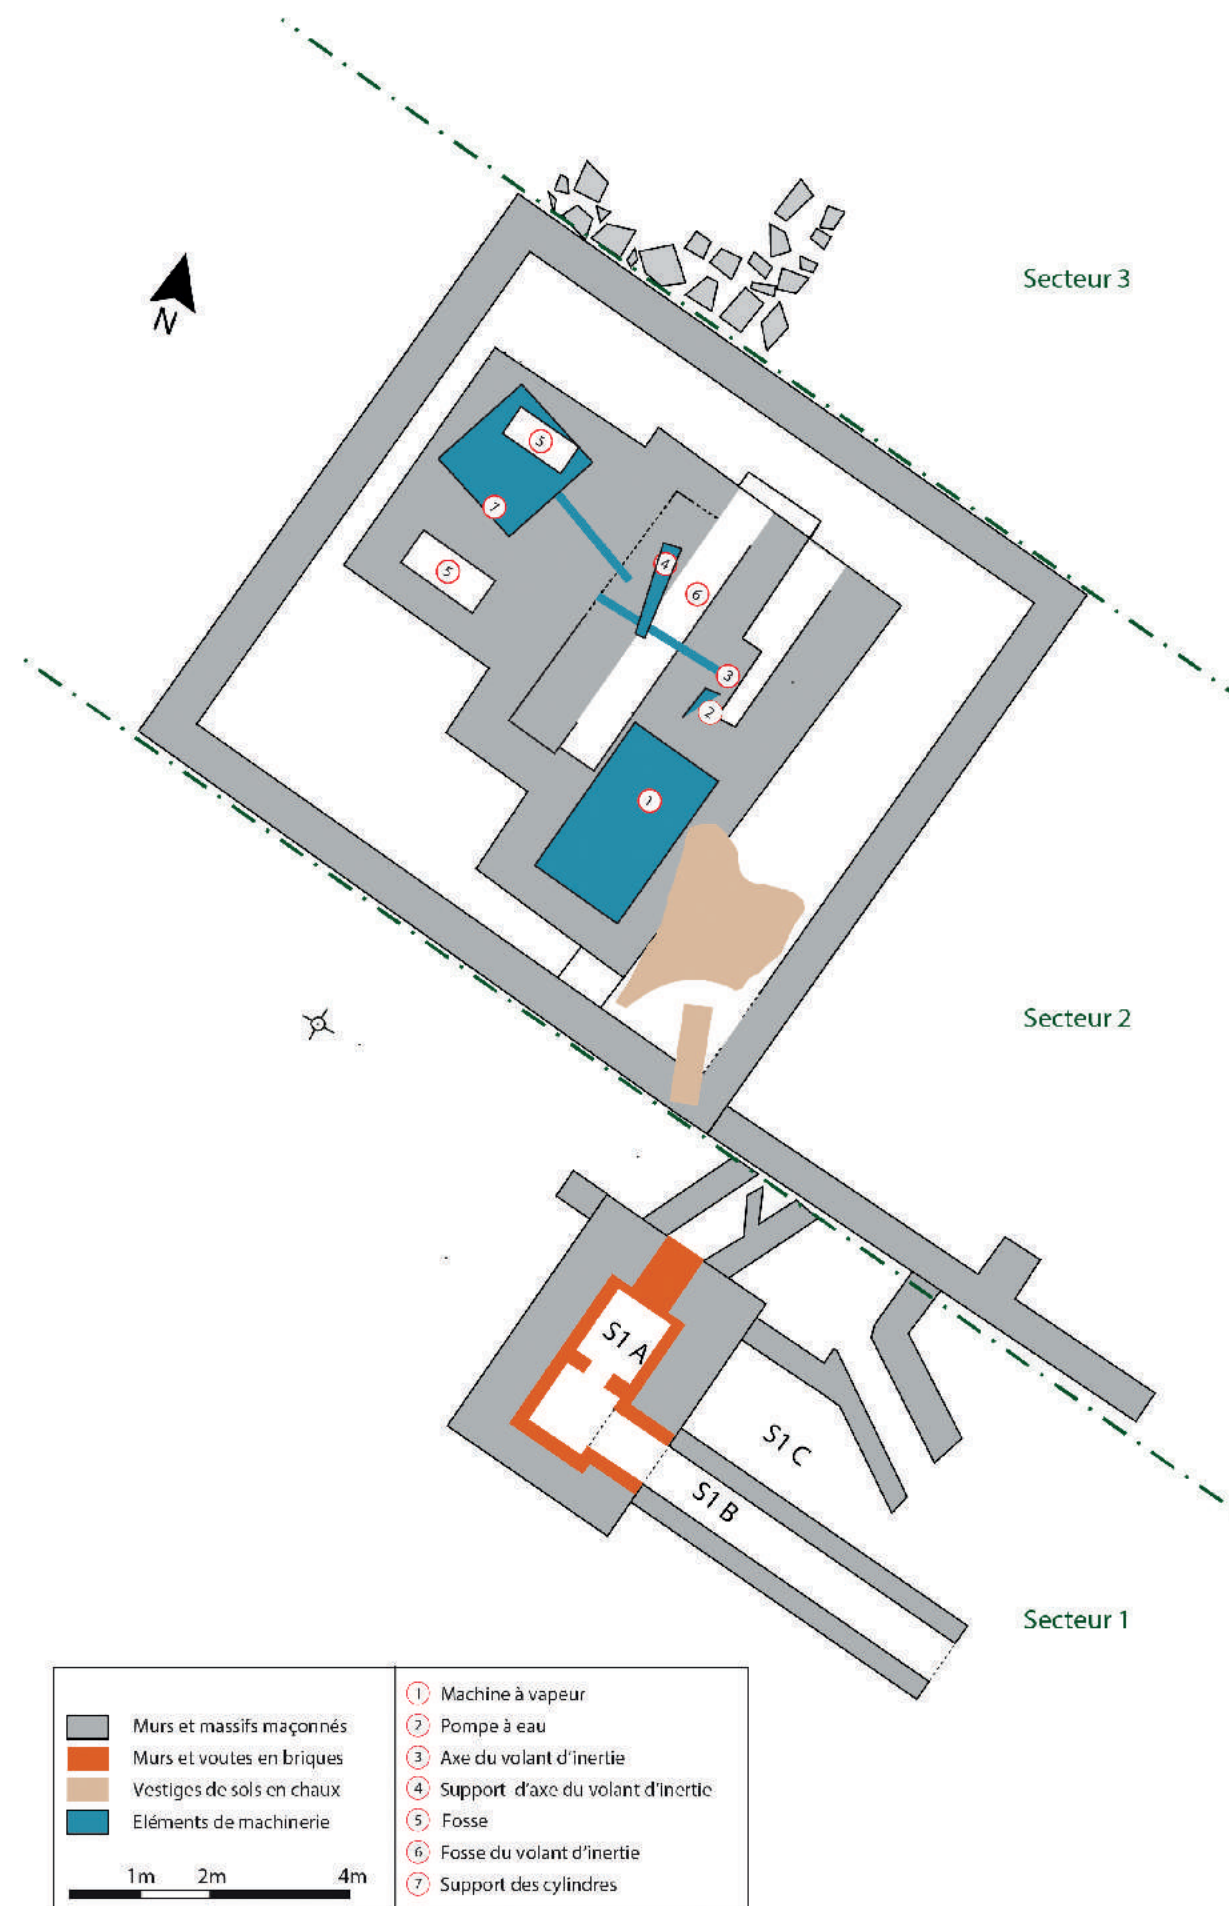 Secteur 3
N
5
7
4
5
6
3
2
1
Secteur 2
S1 A
S1 C
S1 B
Secteur 1
Murs et massifs maçonnés
Murs et voutes en briques
Vestiges de sols en chaux
Eléments de machinerie
1m 2m 4m
1 Machine à vapeur
2 Pompe à eau
3 Axe du volant d'inertie
4 Support d'axe du volant d'inertie
5 Fosse
6 Fosse du volant d'inertie
7 Support des cylindres